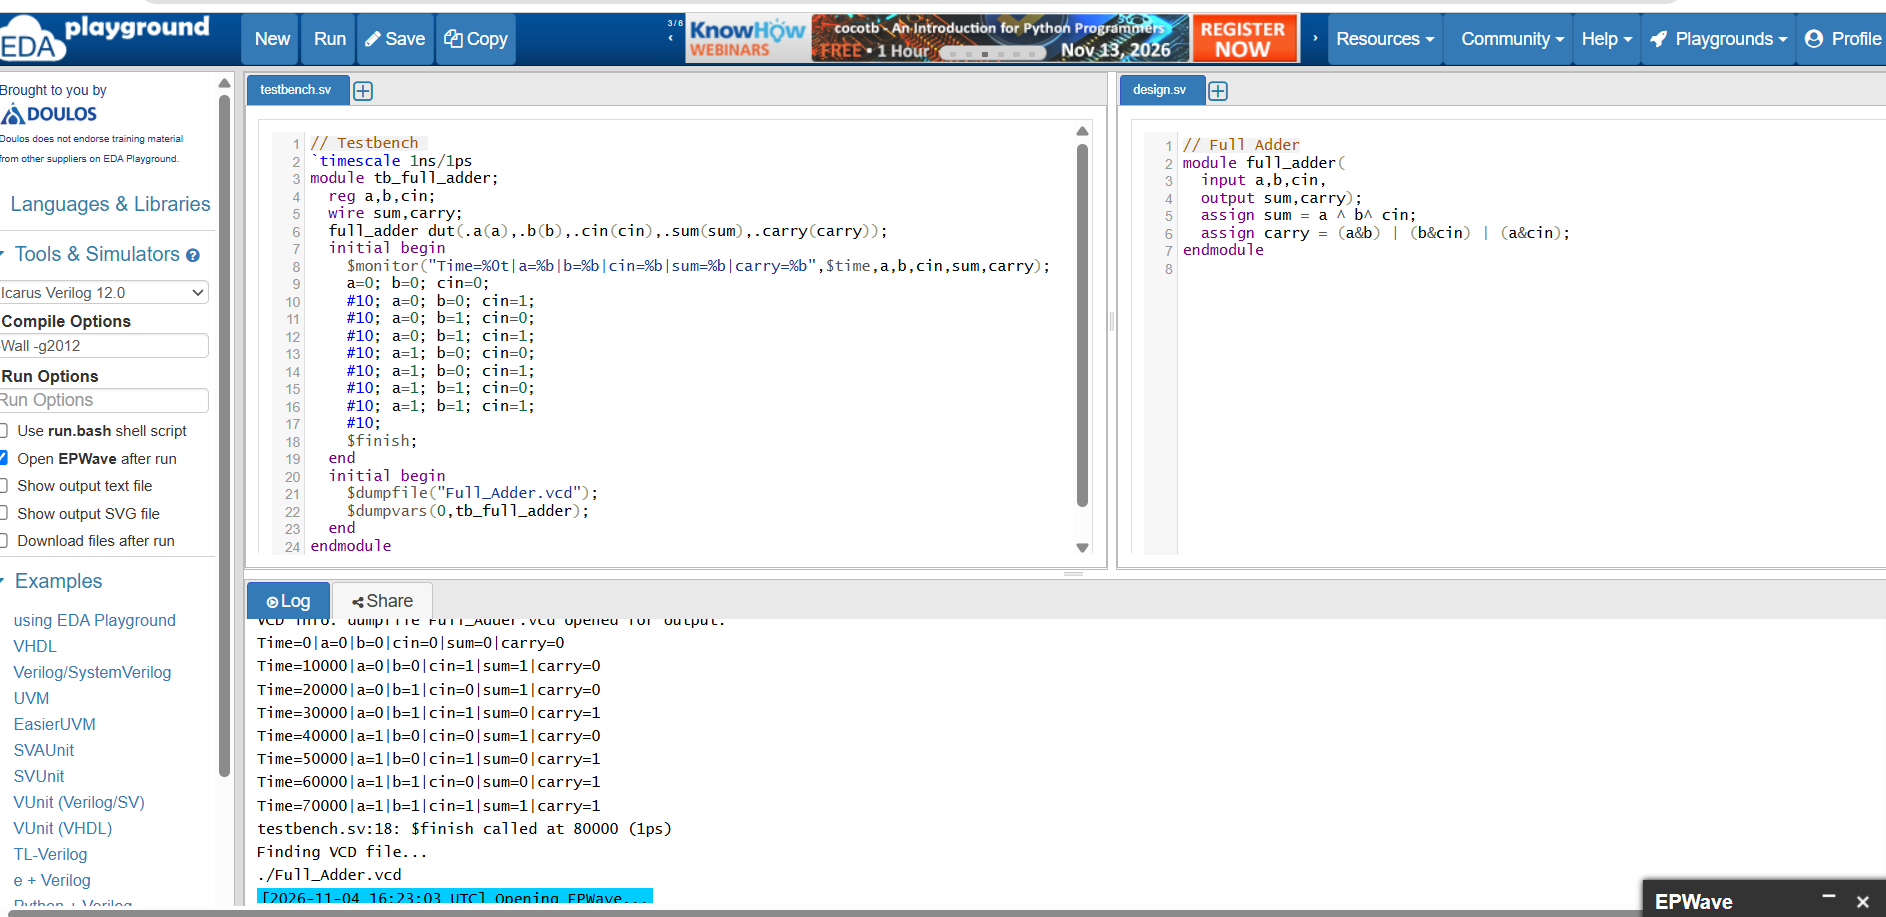 EDA playground
New
Run
Save
Copy
3/6
KnowHow
WEBINARS
cocotb - An Introduction for Python Programmers
FREE • 1 Hour
Nov 13, 2026
REGISTER
NOW
Resources
Community
Help
Playgrounds
Profile
Brought to you by
DOULOS
Doulos does not endorse training material
from other suppliers on EDA Playground.
Languages & Libraries
Tools & Simulators
Icarus Verilog 12.0
Compile Options
-Wall -g2012
Run Options
Run Options
Use run.bash shell script
Open EPWave after run
Show output text file
Show output SVG file
Download files after run
Examples
using EDA Playground
VHDL
Verilog/SystemVerilog
UVM
EasierUVM
SVAUnit
SVUnit
VUnit (Verilog/SV)
VUnit (VHDL)
TL-Verilog
e + Verilog
Python + Verilog
testbench.sv
1 // Testbench
2 `timescale 1ns/1ps
3 module tb_full_adder;
4 reg a,b,cin;
5 wire sum,carry;
6 full_adder dut(.a(a),.b(b),.cin(cin),.sum(sum),.carry(carry));
7 initial begin
8 $monitor("Time=%0t|a=%b|b=%b|cin=%b|sum=%b|carry=%b",$time,a,b,cin,sum,carry);
9 a=0; b=0; cin=0;
10 #10; a=0; b=0; cin=1;
11 #10; a=0; b=1; cin=0;
12 #10; a=0; b=1; cin=1;
13 #10; a=1; b=0; cin=0;
14 #10; a=1; b=0; cin=1;
15 #10; a=1; b=1; cin=0;
16 #10; a=1; b=1; cin=1;
17 #10;
18 $finish;
19 end
20 initial begin
21 $dumpfile("Full_Adder.vcd");
22 $dumpvars(0,tb_full_adder);
23 end
24 endmodule
design.sv
1 // Full Adder
2 module full_adder(
3 input a,b,cin,
4 output sum,carry);
5 assign sum = a ^ b^ cin;
6 assign carry = (a&b) | (b&cin) | (a&cin);
7 endmodule
8
Log
Share
VCD info: dumpfile Full_Adder.vcd opened for output.
Time=0|a=0|b=0|cin=0|sum=0|carry=0
Time=10000|a=0|b=0|cin=1|sum=1|carry=0
Time=20000|a=0|b=1|cin=0|sum=1|carry=0
Time=30000|a=0|b=1|cin=1|sum=0|carry=1
Time=40000|a=1|b=0|cin=0|sum=1|carry=0
Time=50000|a=1|b=0|cin=1|sum=0|carry=1
Time=60000|a=1|b=1|cin=0|sum=0|carry=1
Time=70000|a=1|b=1|cin=1|sum=1|carry=1
testbench.sv:18: $finish called at 80000 (1ps)
Finding VCD file...
./Full_Adder.vcd
[2026-11-04 16:23:03 UTC] Opening EPWave...
EPWave